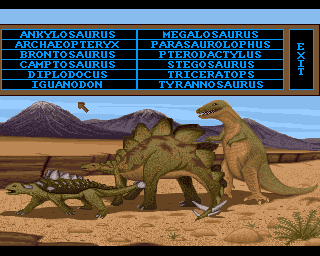 ANKYLOSAURUS MEGALOSAURUS
ARCHAEOPTERYX PARASAUROLOPHUS
BRONTOSAURUS PTERODACTYLUS
CAMPTOSAURUS STEGOSAURUS
DIPLODOCUS TRICERATOPS
IGUANODON TYRANNOSAURUS
EXIT